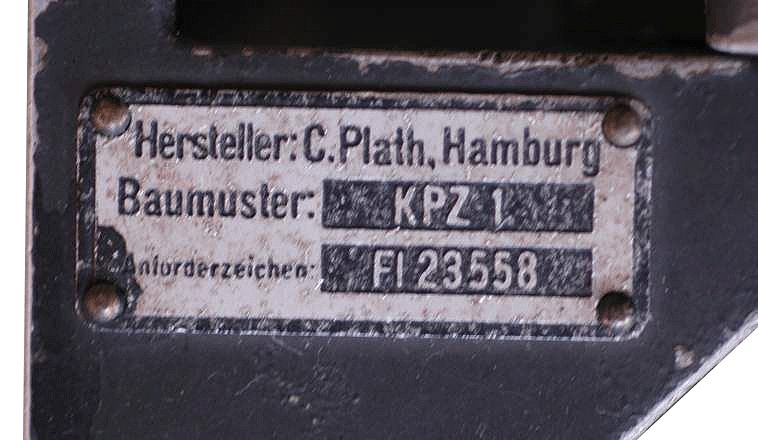 Hersteller: C. Plath, Hamburg
Baumuster: KPZ 1
Anforderzeichen: Fl 23558